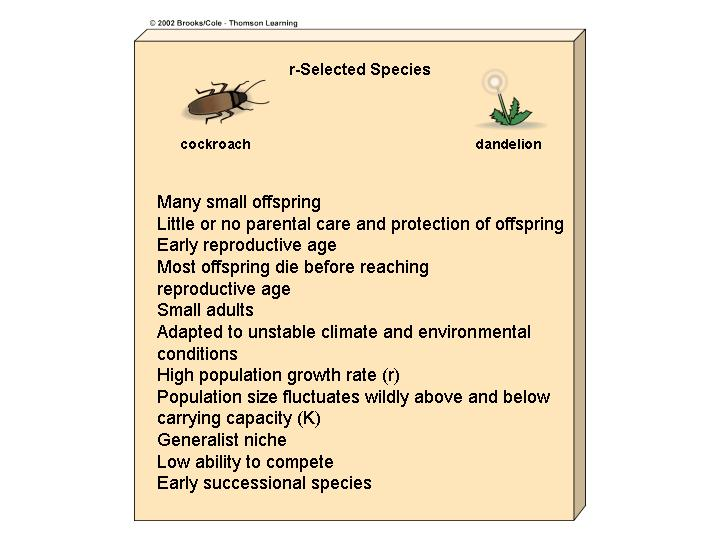 © 2002 Brooks/Cole - Thomson Learning
r-Selected Species
cockroach
dandelion
Many small offspring
Little or no parental care and protection of offspring
Early reproductive age
Most offspring die before reaching
reproductive age
Small adults
Adapted to unstable climate and environmental
conditions
High population growth rate (r)
Population size fluctuates wildly above and below
carrying capacity (K)
Generalist niche
Low ability to compete
Early successional species